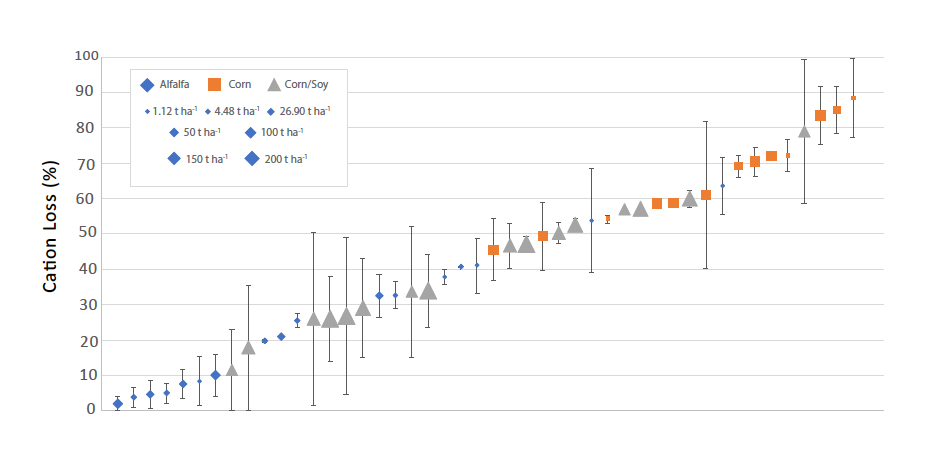 100
90
80
70
60
50
40
30
20
10
0
Cation Loss (%)
Alfalfa Corn Corn/Soy
1.12 t ha⁻¹ 4.48 t ha⁻¹ 26.90 t ha⁻¹
50 t ha⁻¹ 100 t ha⁻¹
150 t ha⁻¹ 200 t ha⁻¹